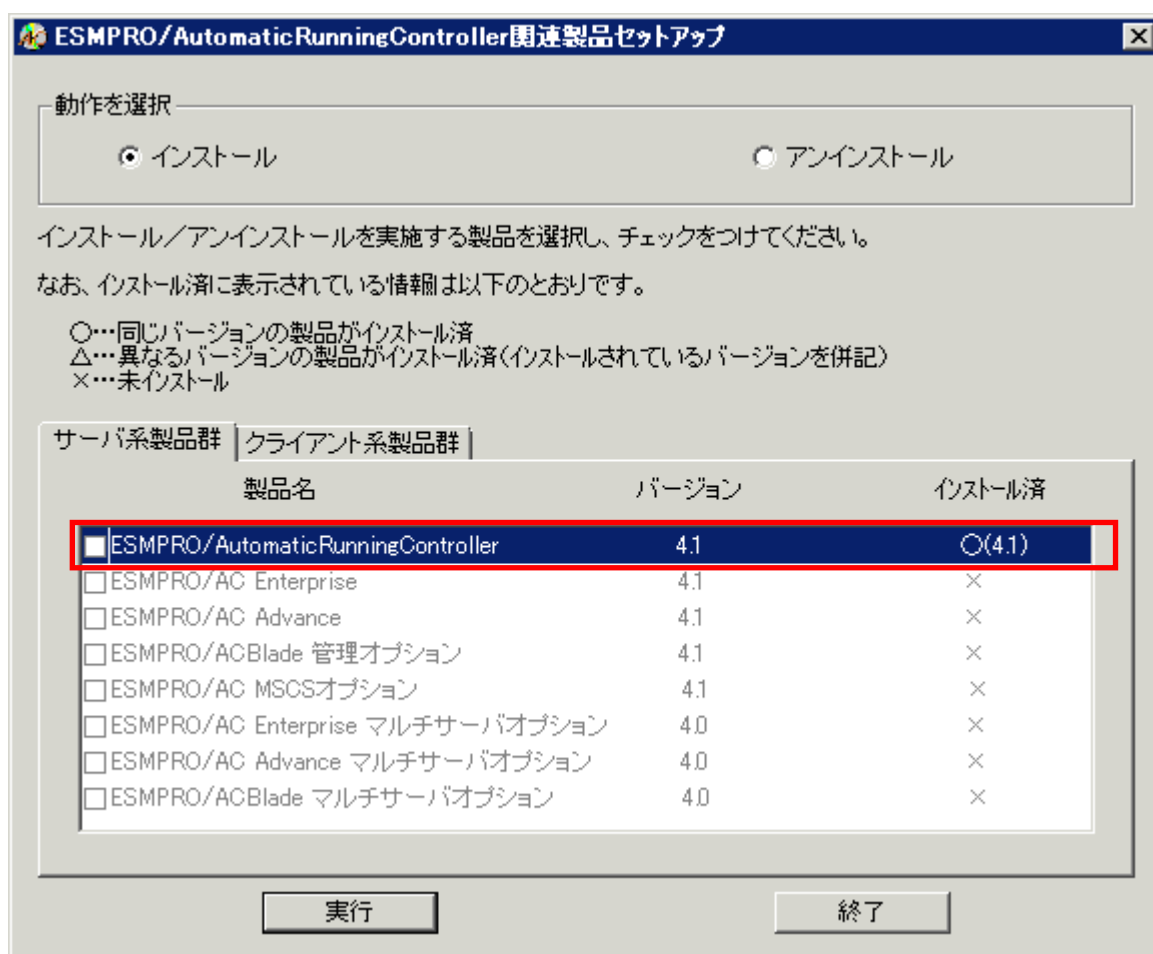 ESMPRO/AutomaticRunningController関連製品セットアップ
動作を選択
インストール アンインストール
インストール／アンインストールを実施する製品を選択し、チェックをつけてください。
なお、インストール済に表示されている情報は以下のとおりです。
○…同じバージョンの製品がインストール済
△…異なるバージョンの製品がインストール済(インストールされているバージョンを併記)
×…未インストール
サーバ系製品群 クライアント系製品群
製品名 バージョン インストール済
ESMPRO/AutomaticRunningController 4.1 ○(4.1)
ESMPRO/AC Enterprise 4.1 ×
ESMPRO/AC Advance 4.1 ×
ESMPRO/ACBlade 管理オプション 4.1 ×
ESMPRO/AC MSCSオプション 4.1 ×
ESMPRO/AC Enterprise マルチサーバオプション 4.0 ×
ESMPRO/AC Advance マルチサーバオプション 4.0 ×
ESMPRO/ACBlade マルチサーバオプション 4.0 ×
実行 終了